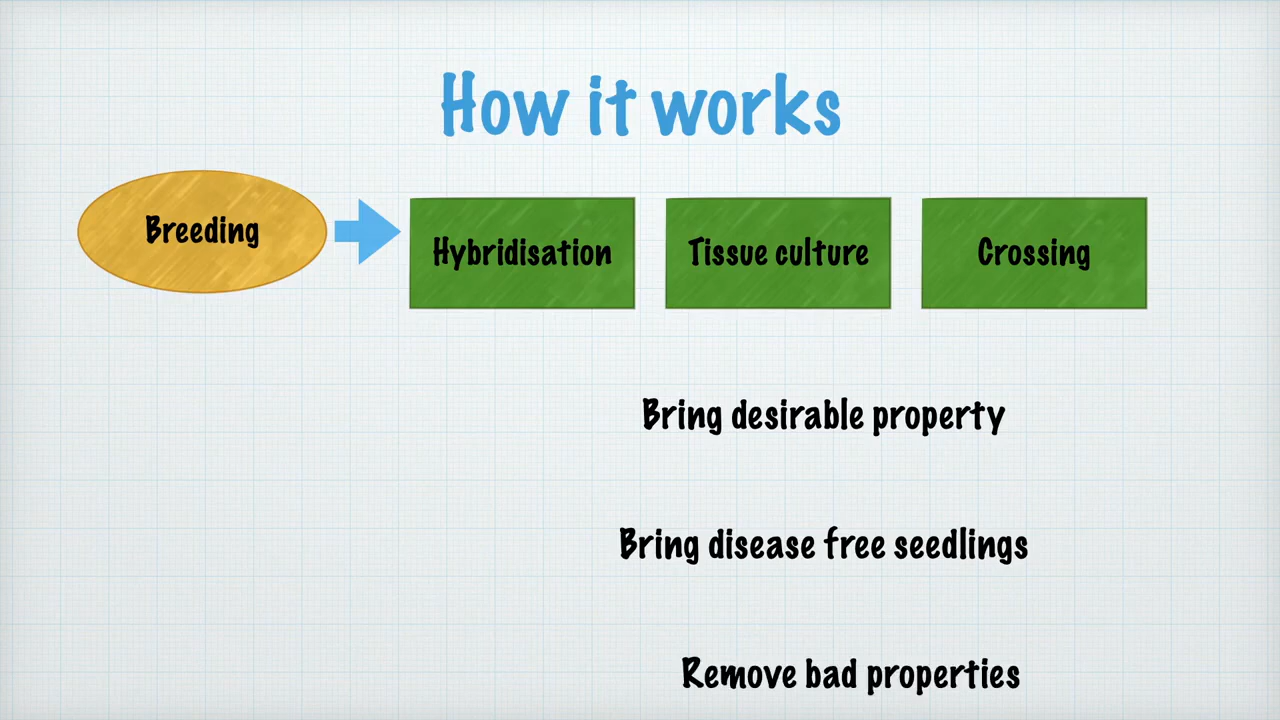 How it works
Breeding
Hybridisation
Tissue culture
Crossing
Bring desirable property
Bring disease free seedlings
Remove bad properties